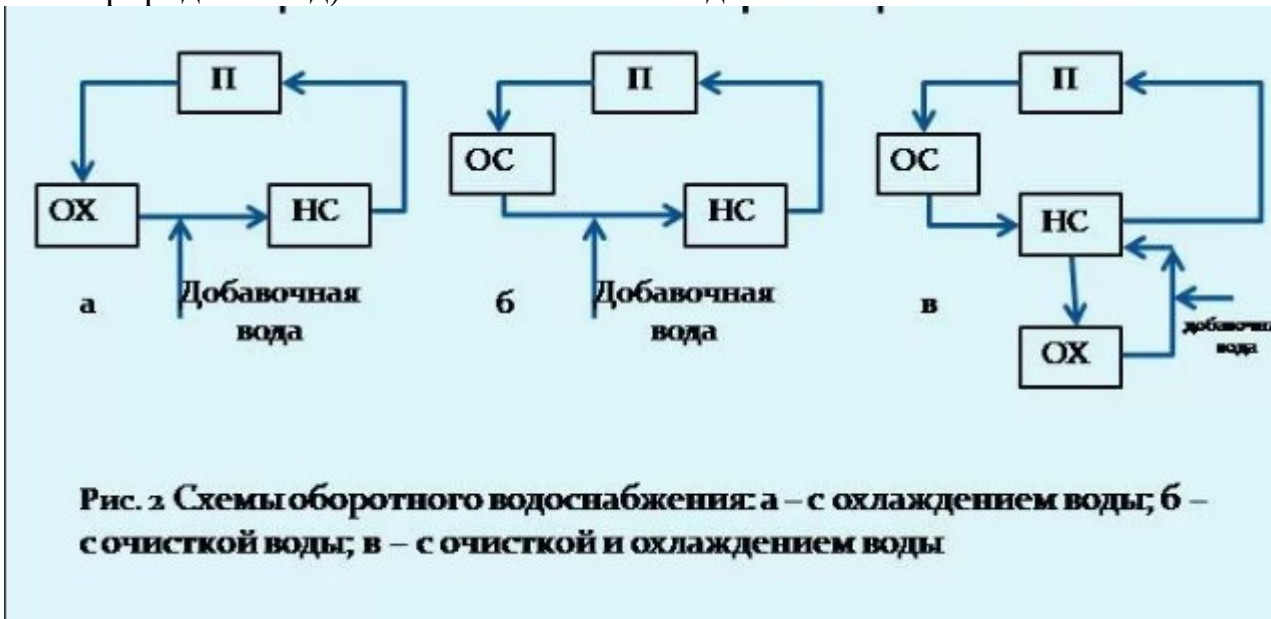 П
ОХ
НС
Добавочная
вода
а
П
ОС
НС
Добавочная
вода
б
П
ОС
НС
ОХ
вода
в
Рис. 2 Схемы оборотного водоснабжения: а – с охлаждением воды; б –
с очисткой воды; в – с очисткой и охлаждением воды